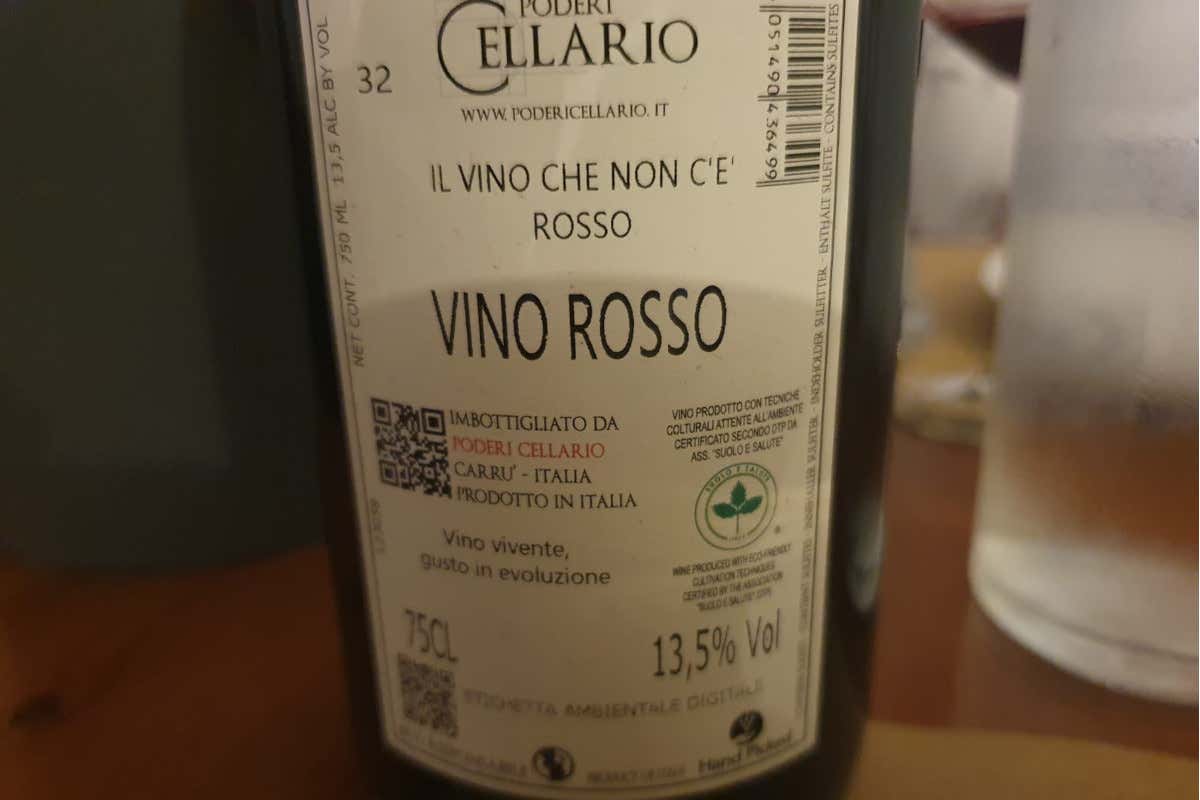 PODERI
CELLARIO
32
WWW.PODERICELLARIO.IT
IL VINO CHE NON C'E'
ROSSO
VINO ROSSO
IMBOTTIGLIATO DA
PODERI CELLARIO
CARRU' - ITALIA
PRODOTTO IN ITALIA
VINO PRODOTTO CON TECNICHE
COLTURALI ATTENTE ALL'AMBIENTE
CERTIFICATO SECONDO DTP DA
ASS. "SUOLO E SALUTE"
SUOLO E SALUTE
WINE PRODUCED WITH ECO-FRIENDLY
CULTIVATION TECHNIQUES
CERTIFIED BY THE ASSOCIATION
"SUOLO E SALUTE" (DTP)
Vino vivente,
gusto in evoluzione
75CL
13,5% Vol
ETICHETTA AMBIENTALE DIGITALE
Hand Picked
NET CONT. 750 ML 13,5 ALC BY VOL
051490436499
INDEHOLDER SULFITTER - ENTHÄLT SULFITE - CONTAINS SULFITES